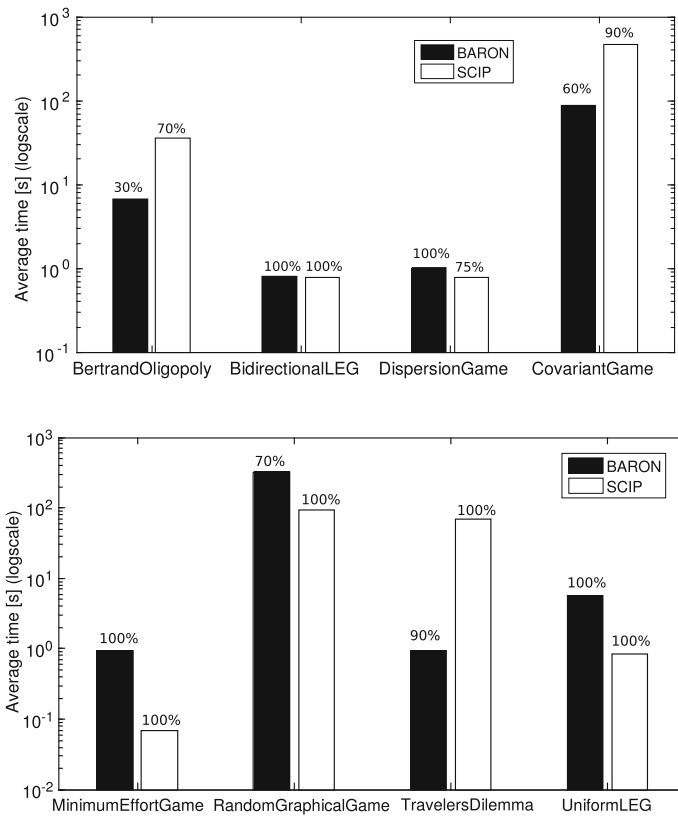 10^3
90%
BARON
SCIP
60%
10^2
70%
30%
10^1
100%
100%
100%
75%
10^0
10^-1
Average time [s] (logscale)
BertrandOligopoly
BidirectionalLEG
DispersionGame
CovariantGame
10^3
70%
BARON
SCIP
100%
100%
10^2
100%
10^1
100%
90%
100%
10^0
100%
10^-1
10^-2
Average time [s] (logscale)
MinimumEffortGame
RandomGraphicalGame
TravelersDilemma
UniformLEG